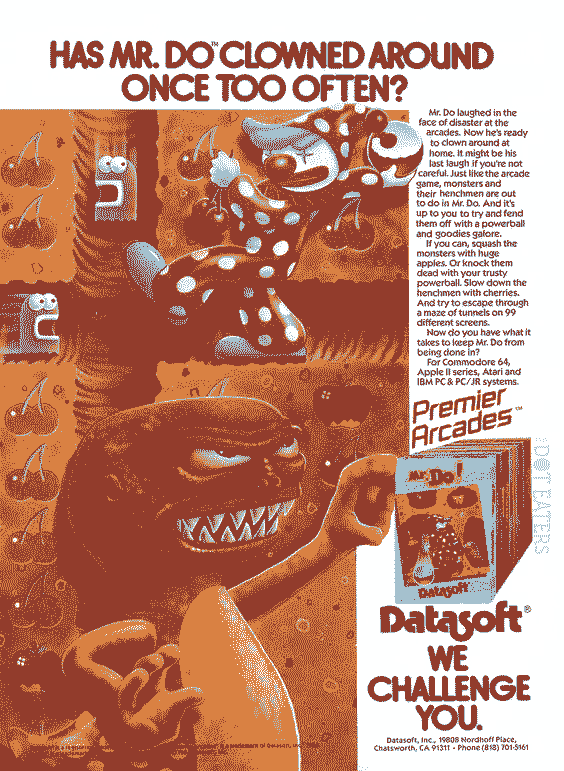 HAS MR. DO™ CLOWNED AROUND
ONCE TOO OFTEN?
Mr. Do laughed in the
face of disaster at the
arcades. Now he's ready
to clown around at
home. It might be his
last laugh if you're not
careful. Just like the arcade
game, monsters and
their henchmen are out
to do in Mr. Do. And it's
up to you to try and fend
them off with a powerball
and goodies galore.
If you can, squash the
monsters with huge
apples. Or knock them
dead with your trusty
powerball. Slow down the
henchmen with cherries.
And try to escape through
a maze of tunnels on 99
different screens.
Now do you have what it
takes to keep Mr. Do from
being done in?
For Commodore 64,
Apple II series, Atari and
IBM PC & PC/JR systems.
Premier
Arcades™
Mr. Do!
Datasoft
DOT EATERS
Datasoft®
WE
CHALLENGE
YOU.
Datasoft, Inc., 19808 Nordhoff Place,
Chatsworth, CA 91311 • Phone (818) 701-5161
is a trademark of